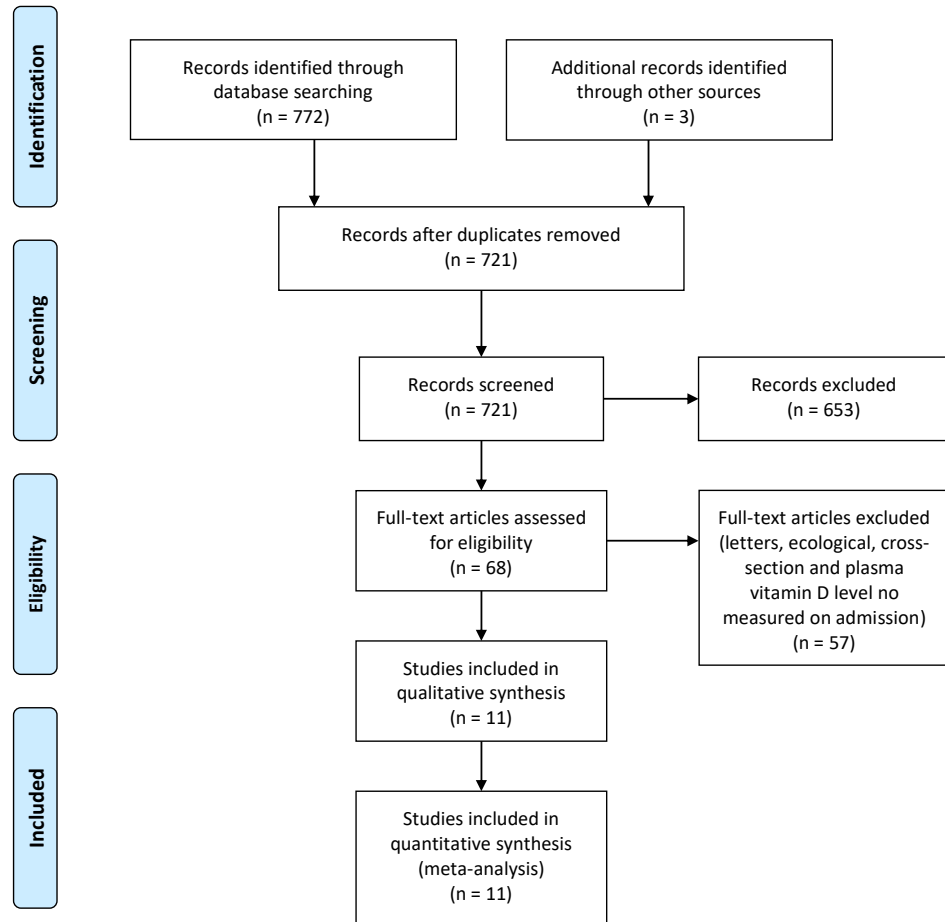 Identification
Records identified through
database searching
(n = 772)
Additional records identified
through other sources
(n = 3)
Records after duplicates removed
(n = 721)
Screening
Records screened
(n = 721)
Records excluded
(n = 653)
Eligibility
Full-text articles assessed
for eligibility
(n = 68)
Full-text articles excluded
(letters, ecological, cross-
section and plasma
vitamin D level no
measured on admission)
(n = 57)
Studies included in
qualitative synthesis
(n = 11)
Included
Studies included in
quantitative synthesis
(meta-analysis)
(n = 11)